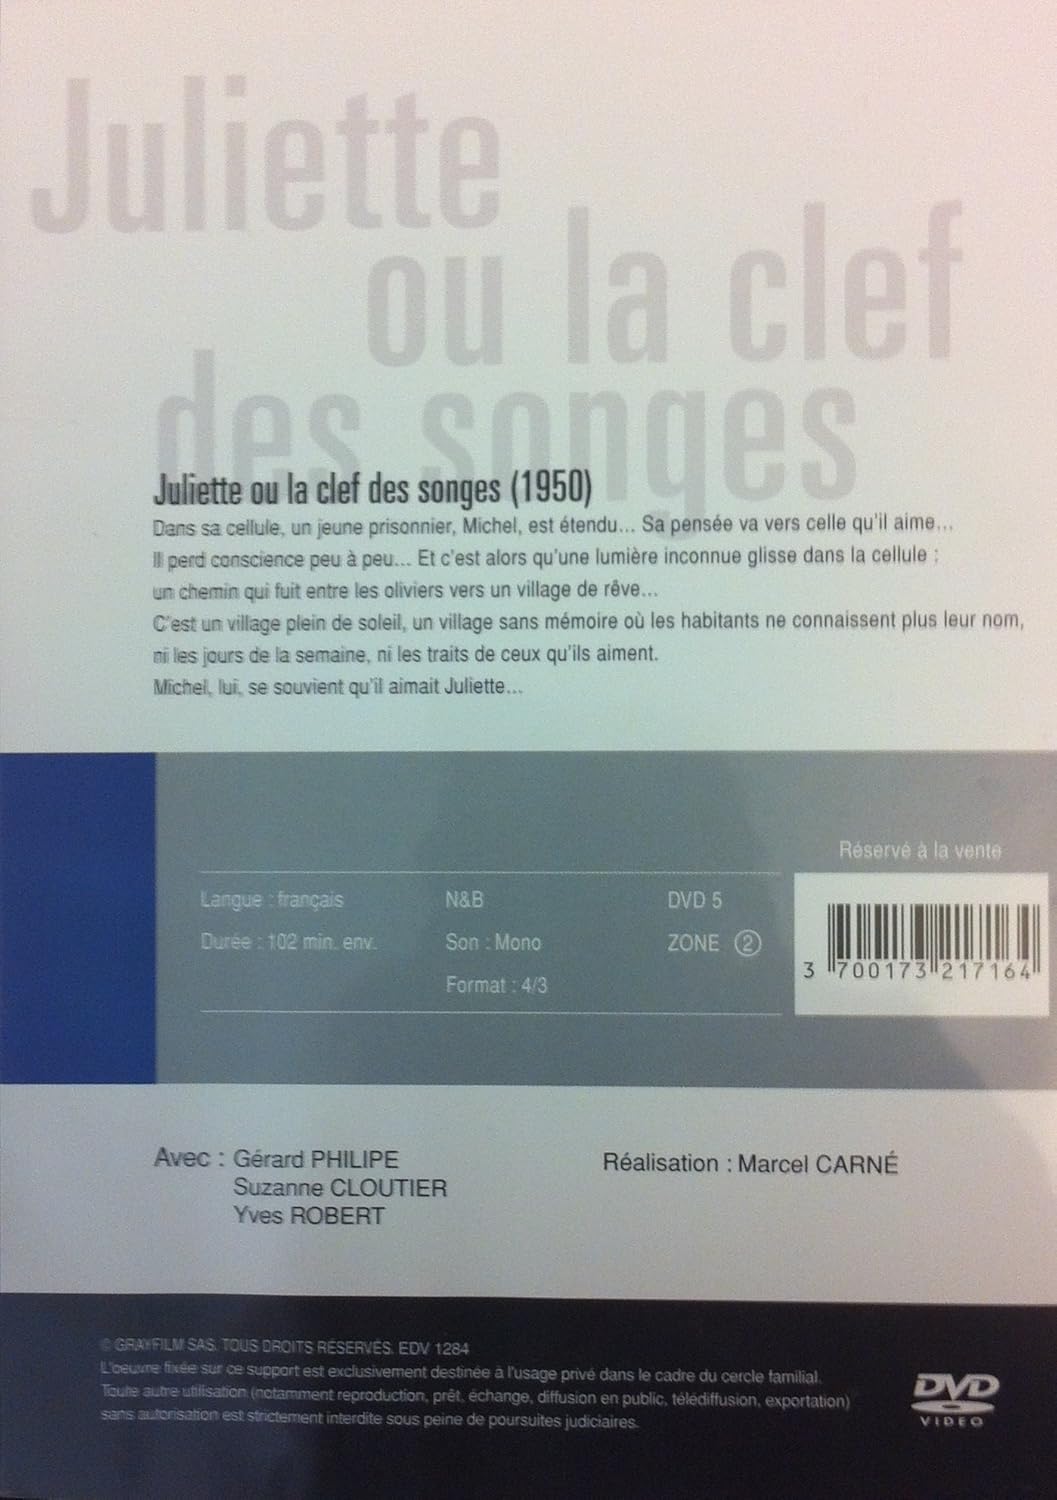 Juliette
ou la clef
des songes
Juliette ou la clef des songes (1950)
Dans sa cellule, un jeune prisonnier, Michel, est étendu... Sa pensée va vers celle qu'il aime...
Il perd conscience peu à peu... Et c'est alors qu'une lumière inconnue glisse dans la cellule :
un chemin qui fuit entre les oliviers vers un village de rêve...
C'est un village plein de soleil, un village sans mémoire où les habitants ne connaissent plus leur nom,
ni les jours de la semaine, ni les traits de ceux qu'ils aiment.
Michel, lui, se souvient qu'il aimait Juliette...
Réservé à la vente
Langue : français N&B DVD 5
Durée : 102 min. env. Son : Mono ZONE 2
Format : 4/3
3 700173 217164
Avec : Gérard PHILIPE
Suzanne CLOUTIER
Yves ROBERT
Réalisation : Marcel CARNÉ
© GRAYFILM SAS. TOUS DROITS RÉSERVÉS. EDV 1284
L'oeuvre fixée sur ce support est exclusivement destinée à l'usage privé dans le cadre du cercle familial.
Toute autre utilisation (notamment reproduction, prêt, échange, diffusion en public, télédiffusion, exportation)
sans autorisation est strictement interdite sous peine de poursuites judiciaires.
DVD
VIDEO